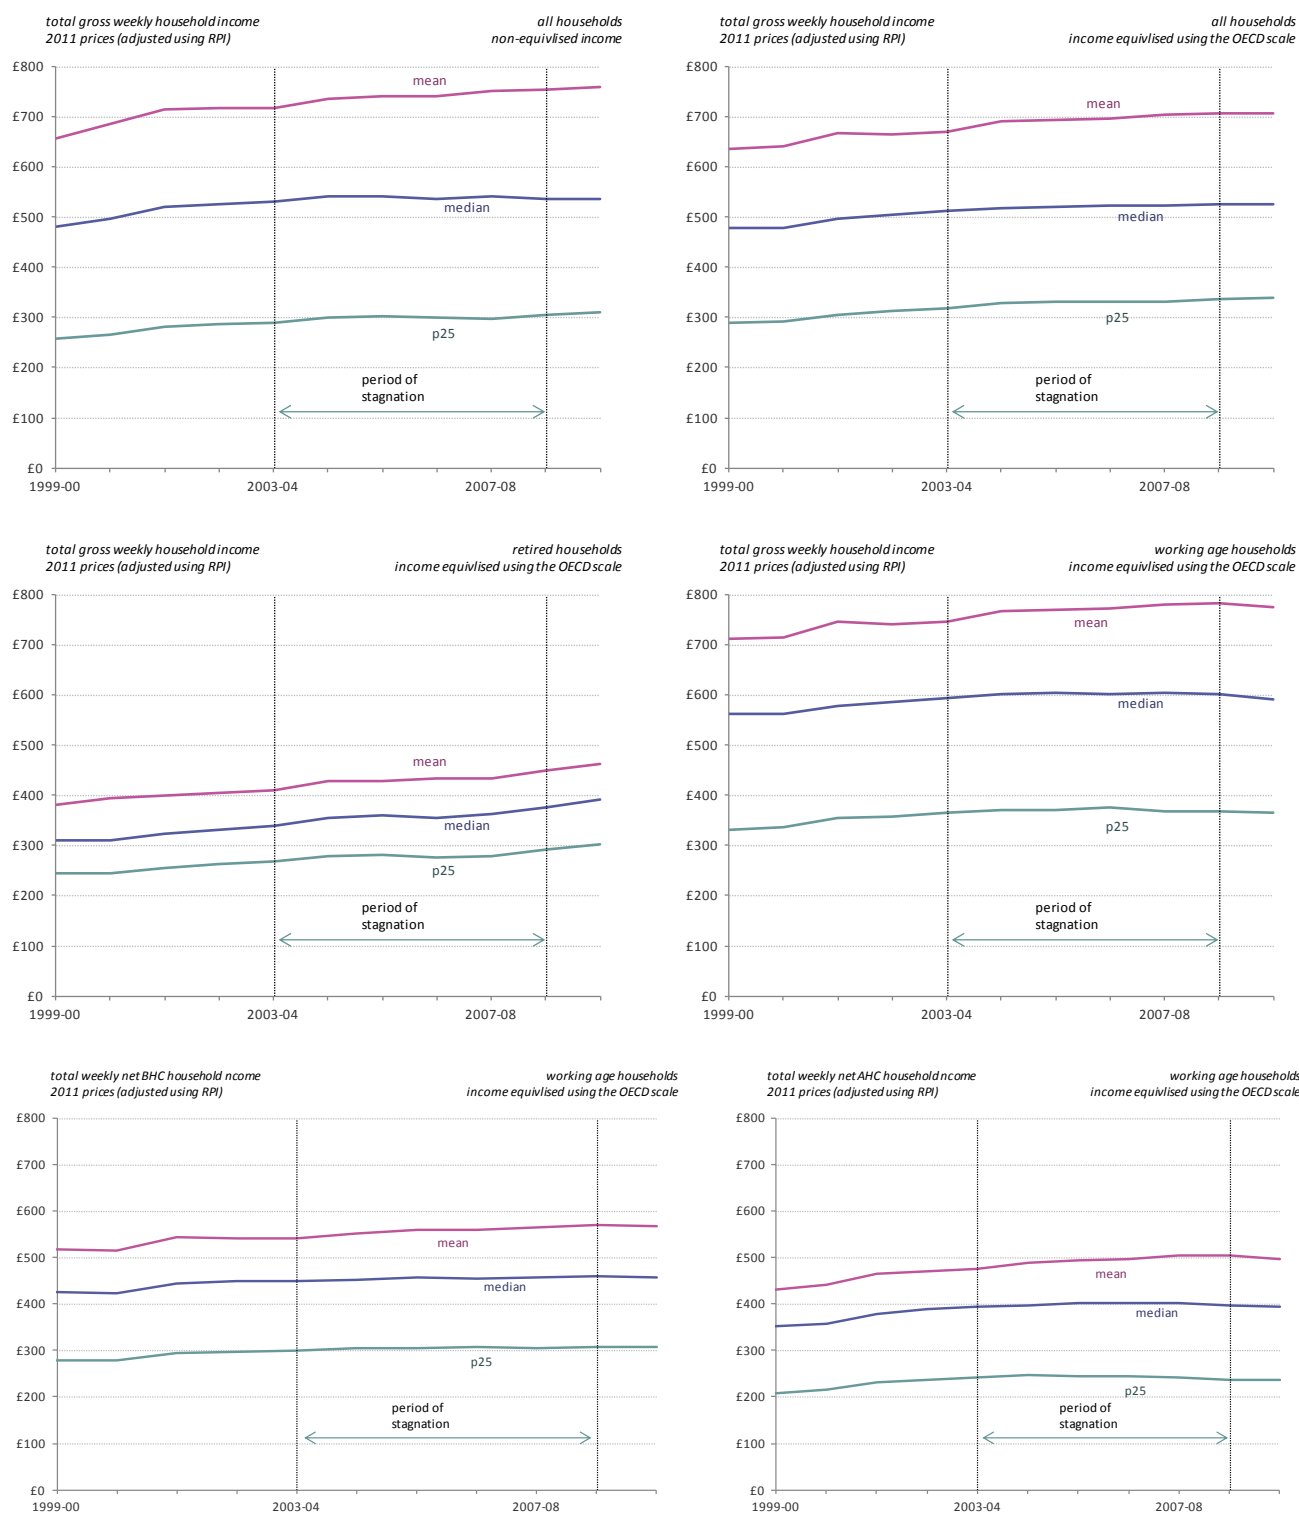 total gross weekly household income
2011 prices (adjusted using RPI)
all households
non-equivlised income
£800
£700
£600
£500
£400
£300
£200
£100
£0
mean
median
p25
period of
stagnation
1999-00
2003-04
2007-08
total gross weekly household income
2011 prices (adjusted using RPI)
all households
income equivlised using the OECD scale
£800
£700
£600
£500
£400
£300
£200
£100
£0
mean
median
p25
period of
stagnation
1999-00
2003-04
2007-08
total gross weekly household income
2011 prices (adjusted using RPI)
retired households
income equivlised using the OECD scale
£800
£700
£600
£500
£400
£300
£200
£100
£0
mean
median
p25
period of
stagnation
1999-00
2003-04
2007-08
total gross weekly household income
2011 prices (adjusted using RPI)
working age households
income equivlised using the OECD scale
£800
£700
£600
£500
£400
£300
£200
£100
£0
mean
median
p25
period of
stagnation
1999-00
2003-04
2007-08
total weekly net BHC household ncome
2011 prices (adjusted using RPI)
working age households
income equivlised using the OECD scale
£800
£700
£600
£500
£400
£300
£200
£100
£0
mean
median
p25
period of
stagnation
1999-00
2003-04
2007-08
total weekly net AHC household ncome
2011 prices (adjusted using RPI)
working age households
income equivlised using the OECD scale
£800
£700
£600
£500
£400
£300
£200
£100
£0
mean
median
p25
period of
stagnation
1999-00
2003-04
2007-08